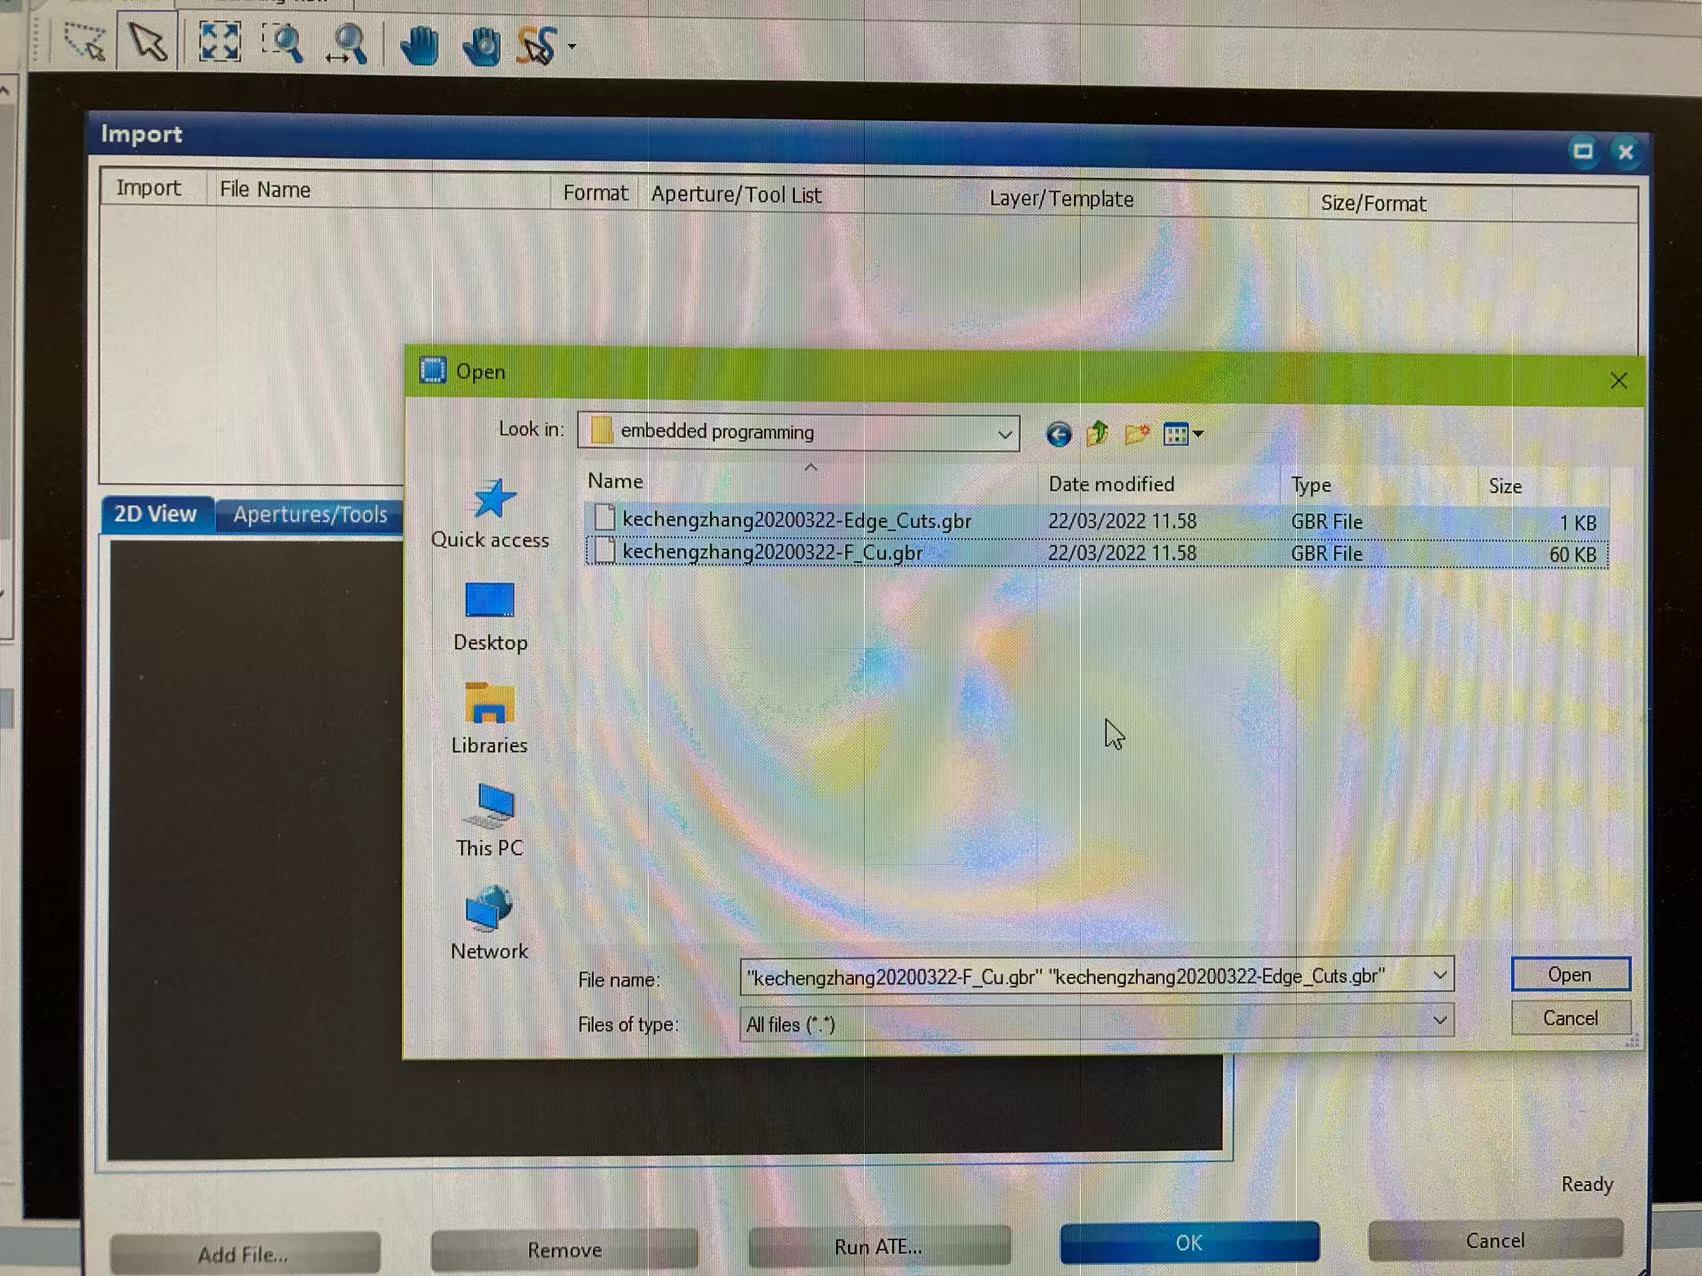 Import
Import File Name Format Aperture/Tool List Layer/Template Size/Format
Open
Look in: embedded programming
Name Date modified Type Size
kechengzhang20200322-Edge_Cuts.gbr 22/03/2022 11.58 GBR File 1 KB
kechengzhang20200322-F_Cu.gbr 22/03/2022 11.58 GBR File 60 KB
2D View Apertures/Tools
Quick access
Desktop
Libraries
This PC
Network
File name: "kechengzhang20200322-F_Cu.gbr" "kechengzhang20200322-Edge_Cuts.gbr" Open
Files of type: All files (*.*) Cancel
Ready
Add File... Remove Run ATE... OK Cancel